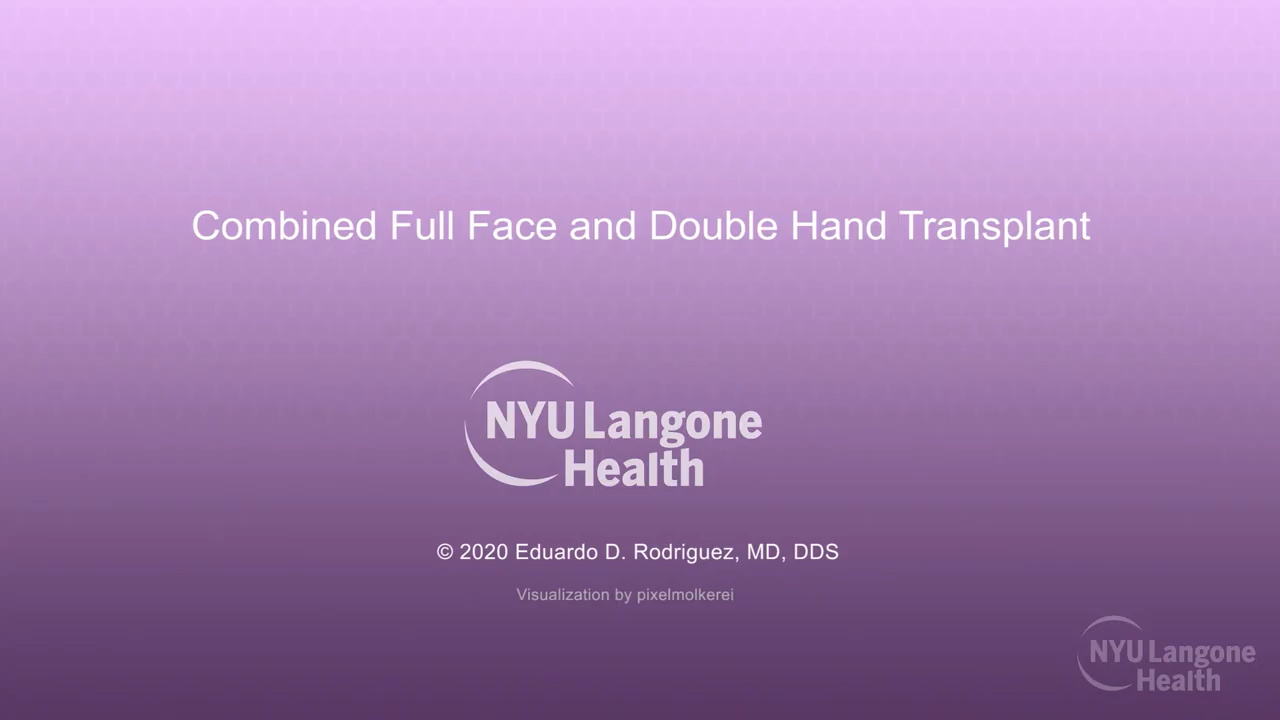 Combined Full Face and Double Hand Transplant
NYU Langone
Health
© 2020 Eduardo D. Rodriguez, MD, DDS
Visualization by pixelmolkerei
NYU Langone
Health